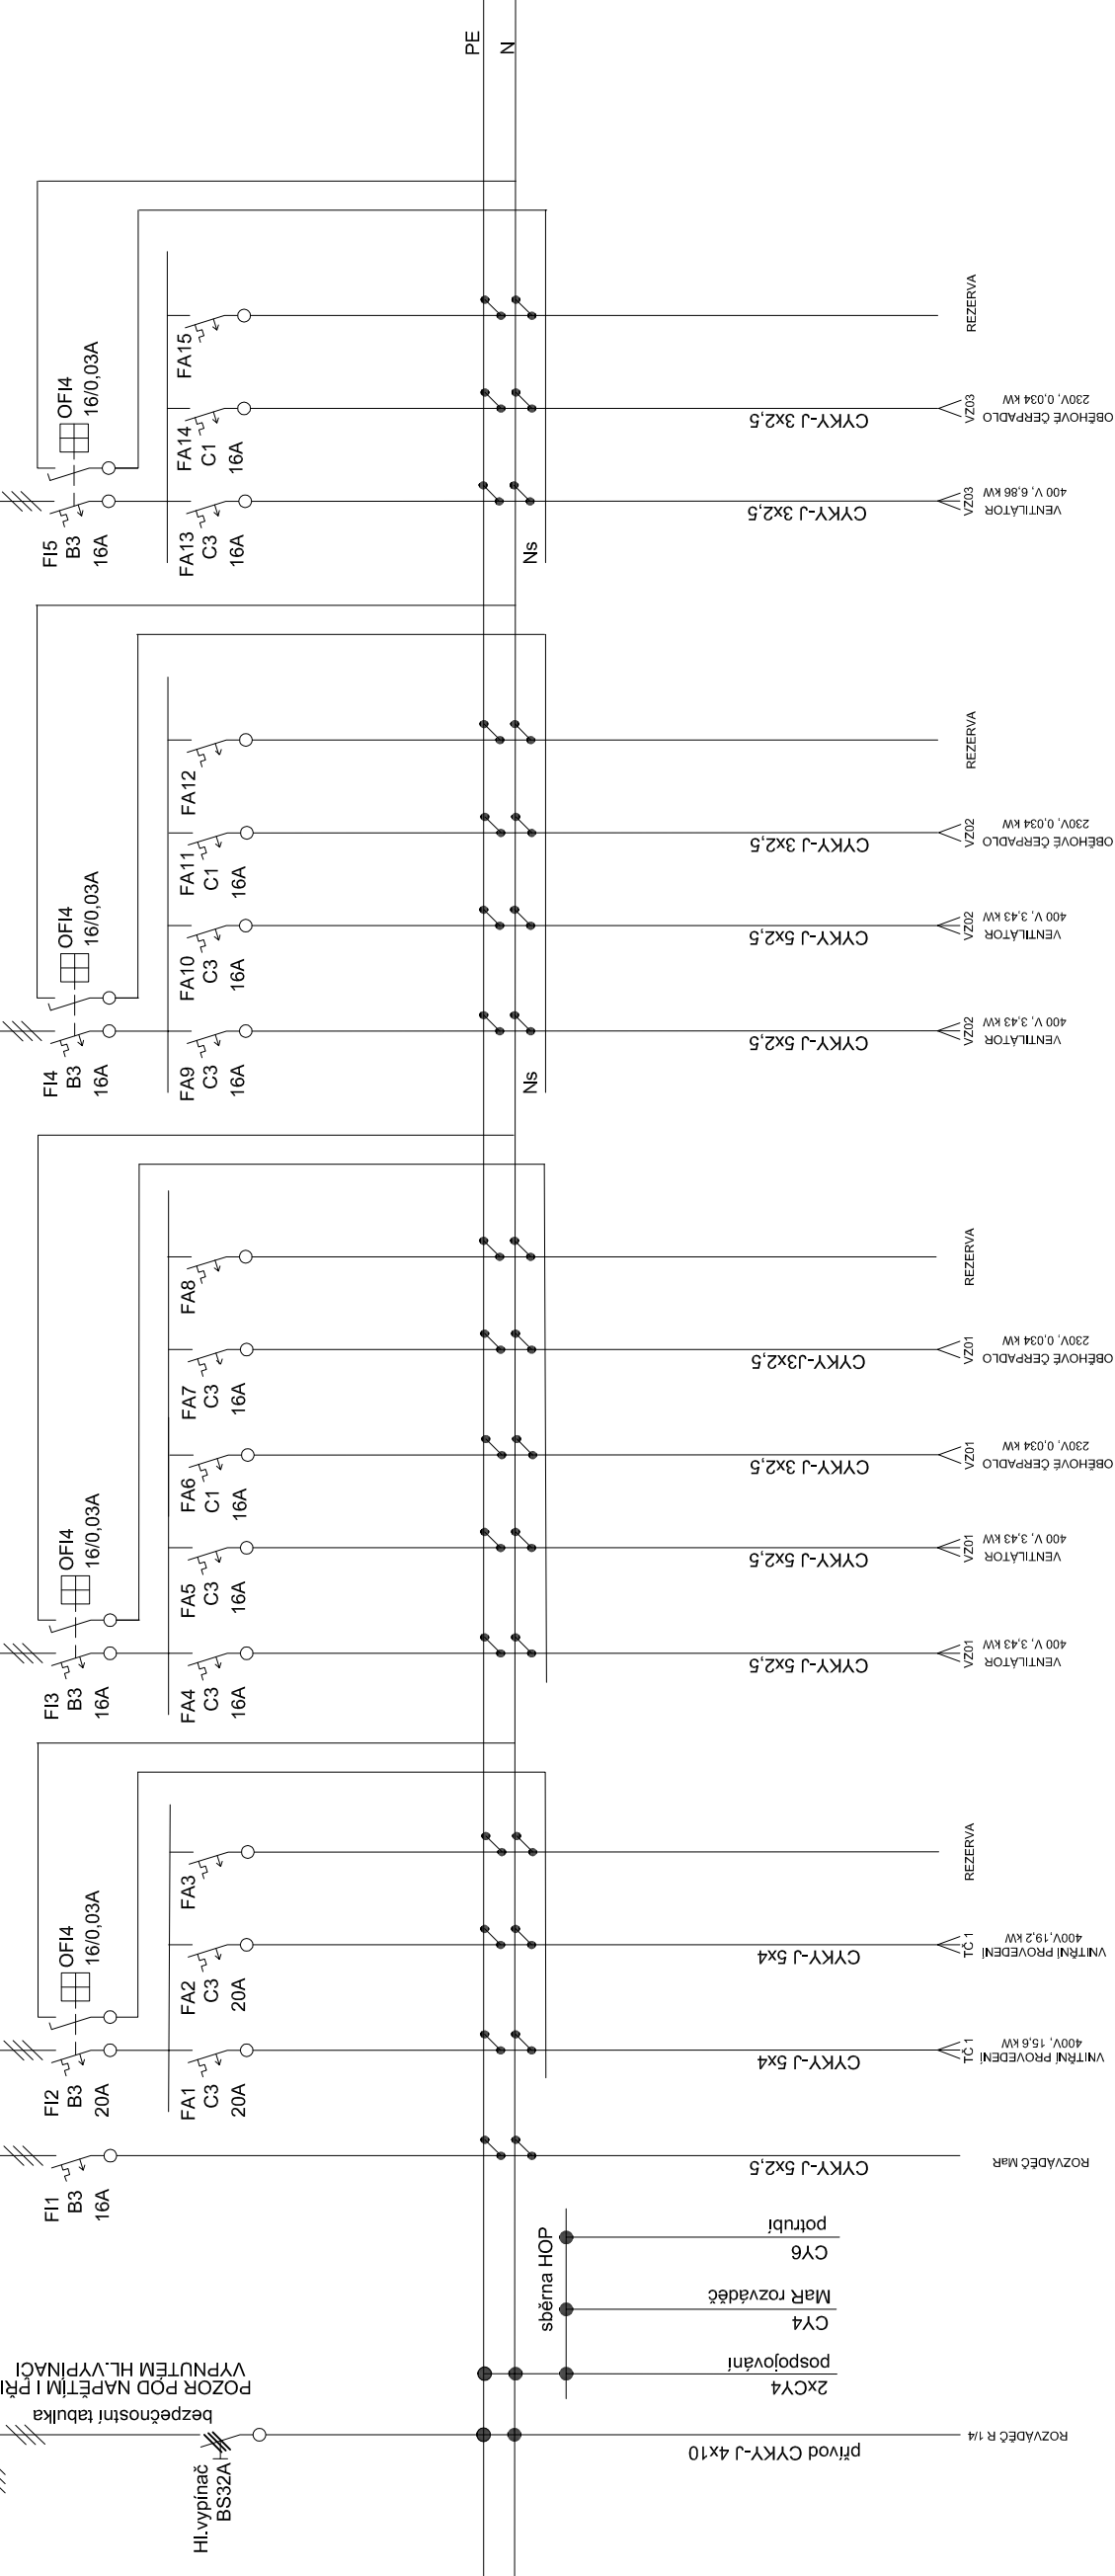 PE
N
OFI4
16/0,03A
FI5
B3
16A
FA15
FA14
C1
16A
FA13
C3
16A
Ns
CYKY-J 3x2,5
CYKY-J 3x2,5
REZERVA
VZ03
OBĚHOVÉ ČERPADLO
230V, 0,034 kW
VZ03
VENTILÁTOR
400 V, 6,86 kW
OFI4
16/0,03A
FI4
B3
16A
FA12
FA11
C1
16A
FA10
C3
16A
FA9
C3
16A
Ns
CYKY-J 3x2,5
CYKY-J 5x2,5
CYKY-J 5x2,5
REZERVA
VZ02
OBĚHOVÉ ČERPADLO
230V, 0,034 kW
VZ02
VENTILÁTOR
400 V, 3,43 kW
VZ02
VENTILÁTOR
400 V, 3,43 kW
OFI4
16/0,03A
FI3
B3
16A
FA8
FA7
C3
16A
FA6
C1
16A
FA5
C3
16A
FA4
C3
16A
CYKY-J3x2,5
CYKY-J 3x2,5
CYKY-J 5x2,5
CYKY-J 5x2,5
REZERVA
VZ01
OBĚHOVÉ ČERPADLO
230V, 0,034 kW
VZ01
OBĚHOVÉ ČERPADLO
230V, 0,034 kW
VZ01
VENTILÁTOR
400 V, 3,43 kW
VZ01
VENTILÁTOR
400 V, 3,43 kW
OFI4
16/0,03A
FI2
B3
20A
FA3
FA2
C3
20A
FA1
C3
20A
CYKY-J 5x4
CYKY-J 5x4
REZERVA
TČ 1
VNITŘNÍ PROVEDENÍ
400V,19,2 kW
TČ 1
VNITŘNÍ PROVEDENÍ
400V, 15,6 kW
FI1
B3
16A
CYKY-J 5x2,5
ROZVÁDĚČ MaR
sběrna HOP
potrubí
CY6
MaR rozváděč
CY4
pospojování
2xCY4
POZOR POD NAPĚTÍM I PŘI
VYPNUTÉM HL.VYPÍNAČI
bezpečnostní tabulka
Hl.vypínač
BS32A
přívod CYKY-J 4x10
ROZVÁDĚČ R 1/4